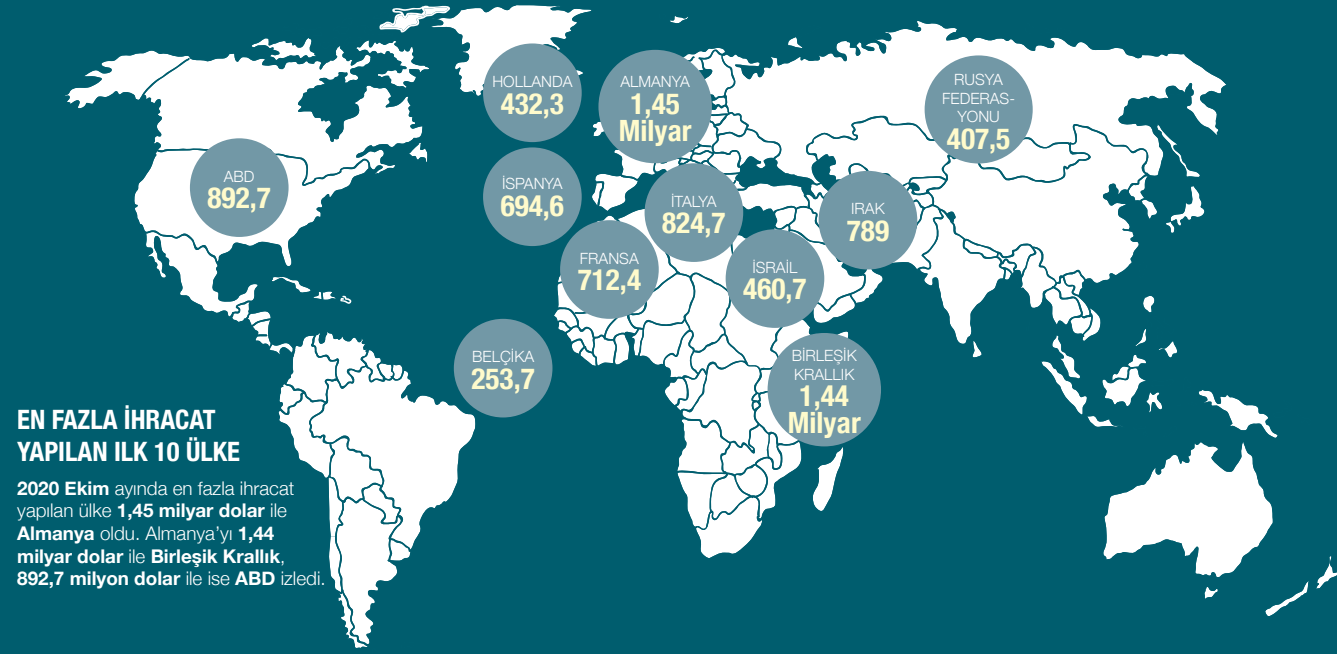 HOLLANDA
432,3
ALMANYA
1,45
Milyar
RUSYA
FEDERAS-
YONU
407,5
ABD
892,7
İSPANYA
694,6
İTALYA
824,7
IRAK
789
FRANSA
712,4
İSRAİL
460,7
BELÇİKA
253,7
BİRLEŞİK
KRALLIK
1,44
Milyar
EN FAZLA İHRACAT
YAPILAN ILK 10 ÜLKE
2020 Ekim ayında en fazla ihracat
yapılan ülke 1,45 milyar dolar ile
Almanya oldu. Almanya’yı 1,44
milyar dolar ile Birleşik Krallık,
892,7 milyon dolar ile ise ABD izledi.